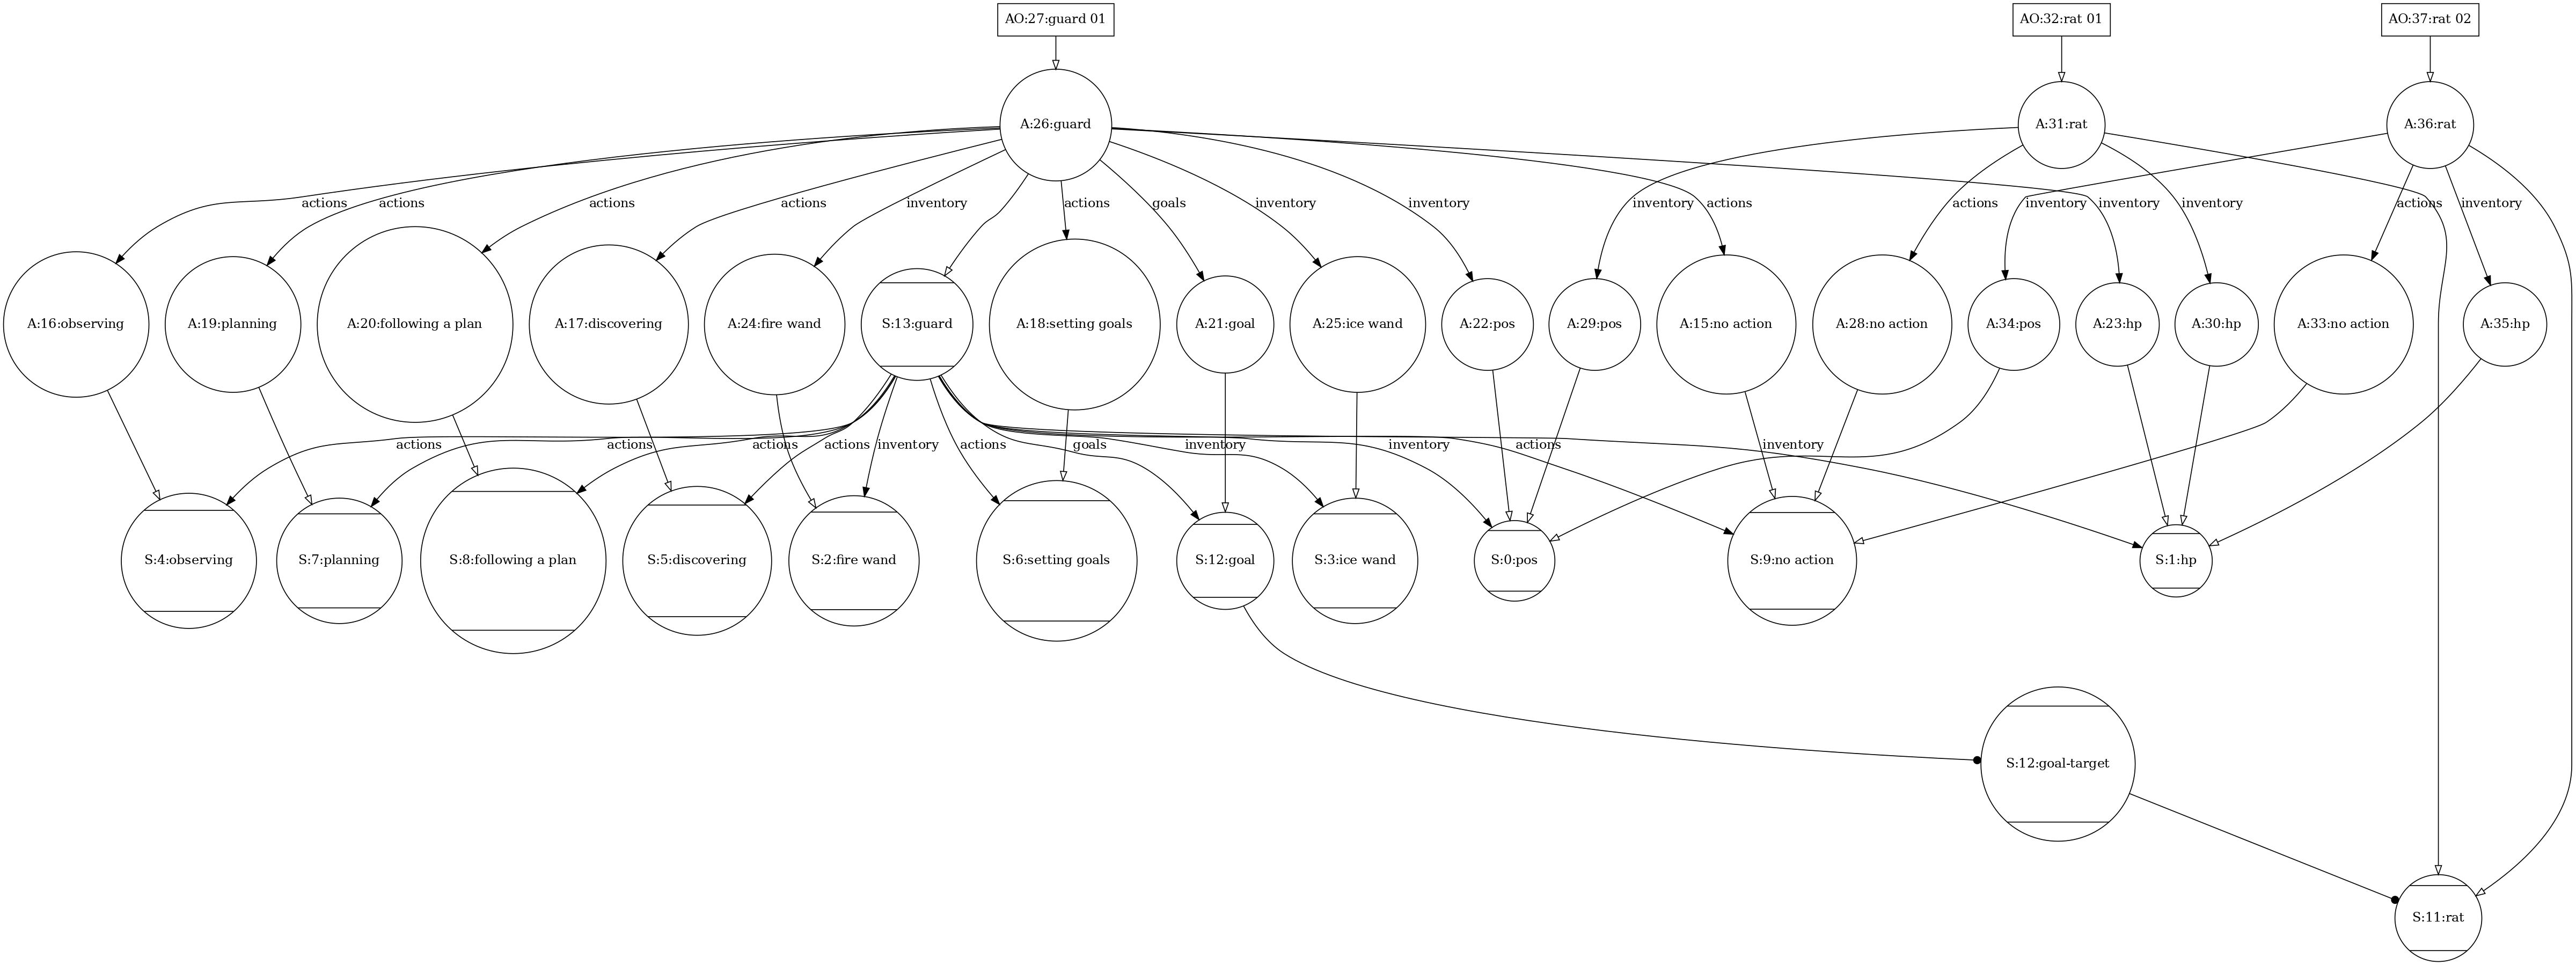 AO:27:guard 01
AO:32:rat 01
AO:37:rat 02
A:26:guard
A:31:rat
A:36:rat
actions
actions
actions
actions
inventory
actions
goals
inventory
inventory
inventory
actions
actions
inventory
inventory
inventory
actions
inventory
A:16:observing
A:19:planning
A:20:following a plan
A:17:discovering
A:24:fire wand
S:13:guard
A:18:setting goals
A:21:goal
A:25:ice wand
A:22:pos
A:29:pos
A:15:no action
A:28:no action
A:34:pos
A:23:hp
A:30:hp
A:33:no action
A:35:hp
actions
actions
actions
actions
inventory
actions
goals
inventory
inventory
actions
inventory
S:4:observing
S:7:planning
S:8:following a plan
S:5:discovering
S:2:fire wand
S:6:setting goals
S:12:goal
S:3:ice wand
S:0:pos
S:9:no action
S:1:hp
S:12:goal-target
S:11:rat